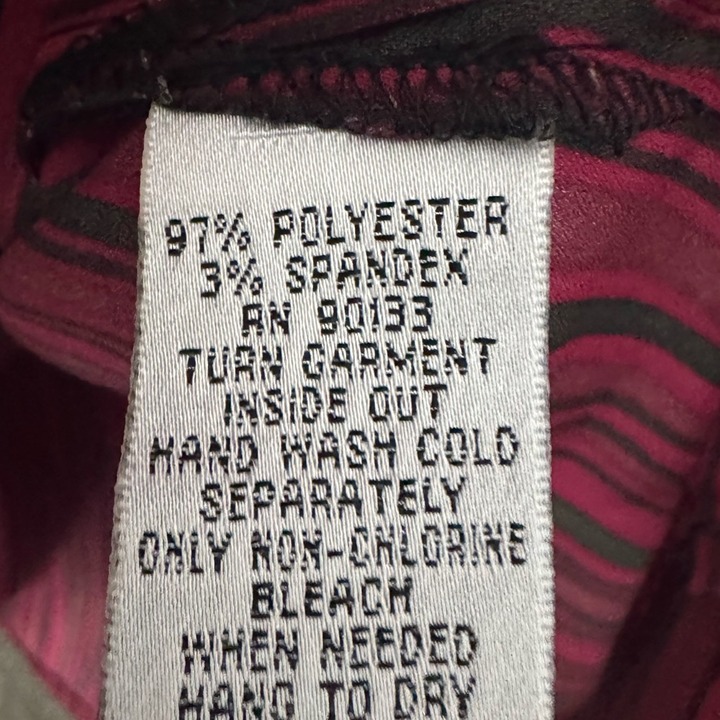 97% POLYESTER
3% SPANDEX
RN 90133
TURN GARMENT
INSIDE OUT
HAND WASH COLD
SEPARATELY
ONLY NON-CHLORINE
BLEACH
WHEN NEEDED
HANG TO DRY